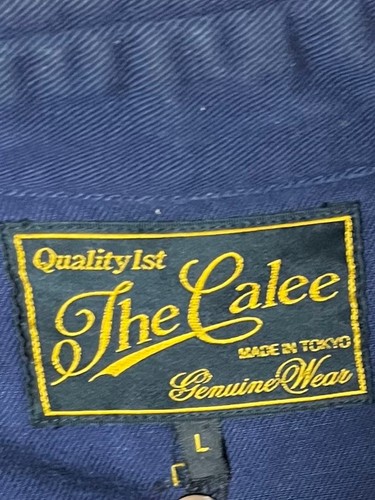 Quality 1st
The Calee
MADE IN TOKYO
Genuine Wear
L